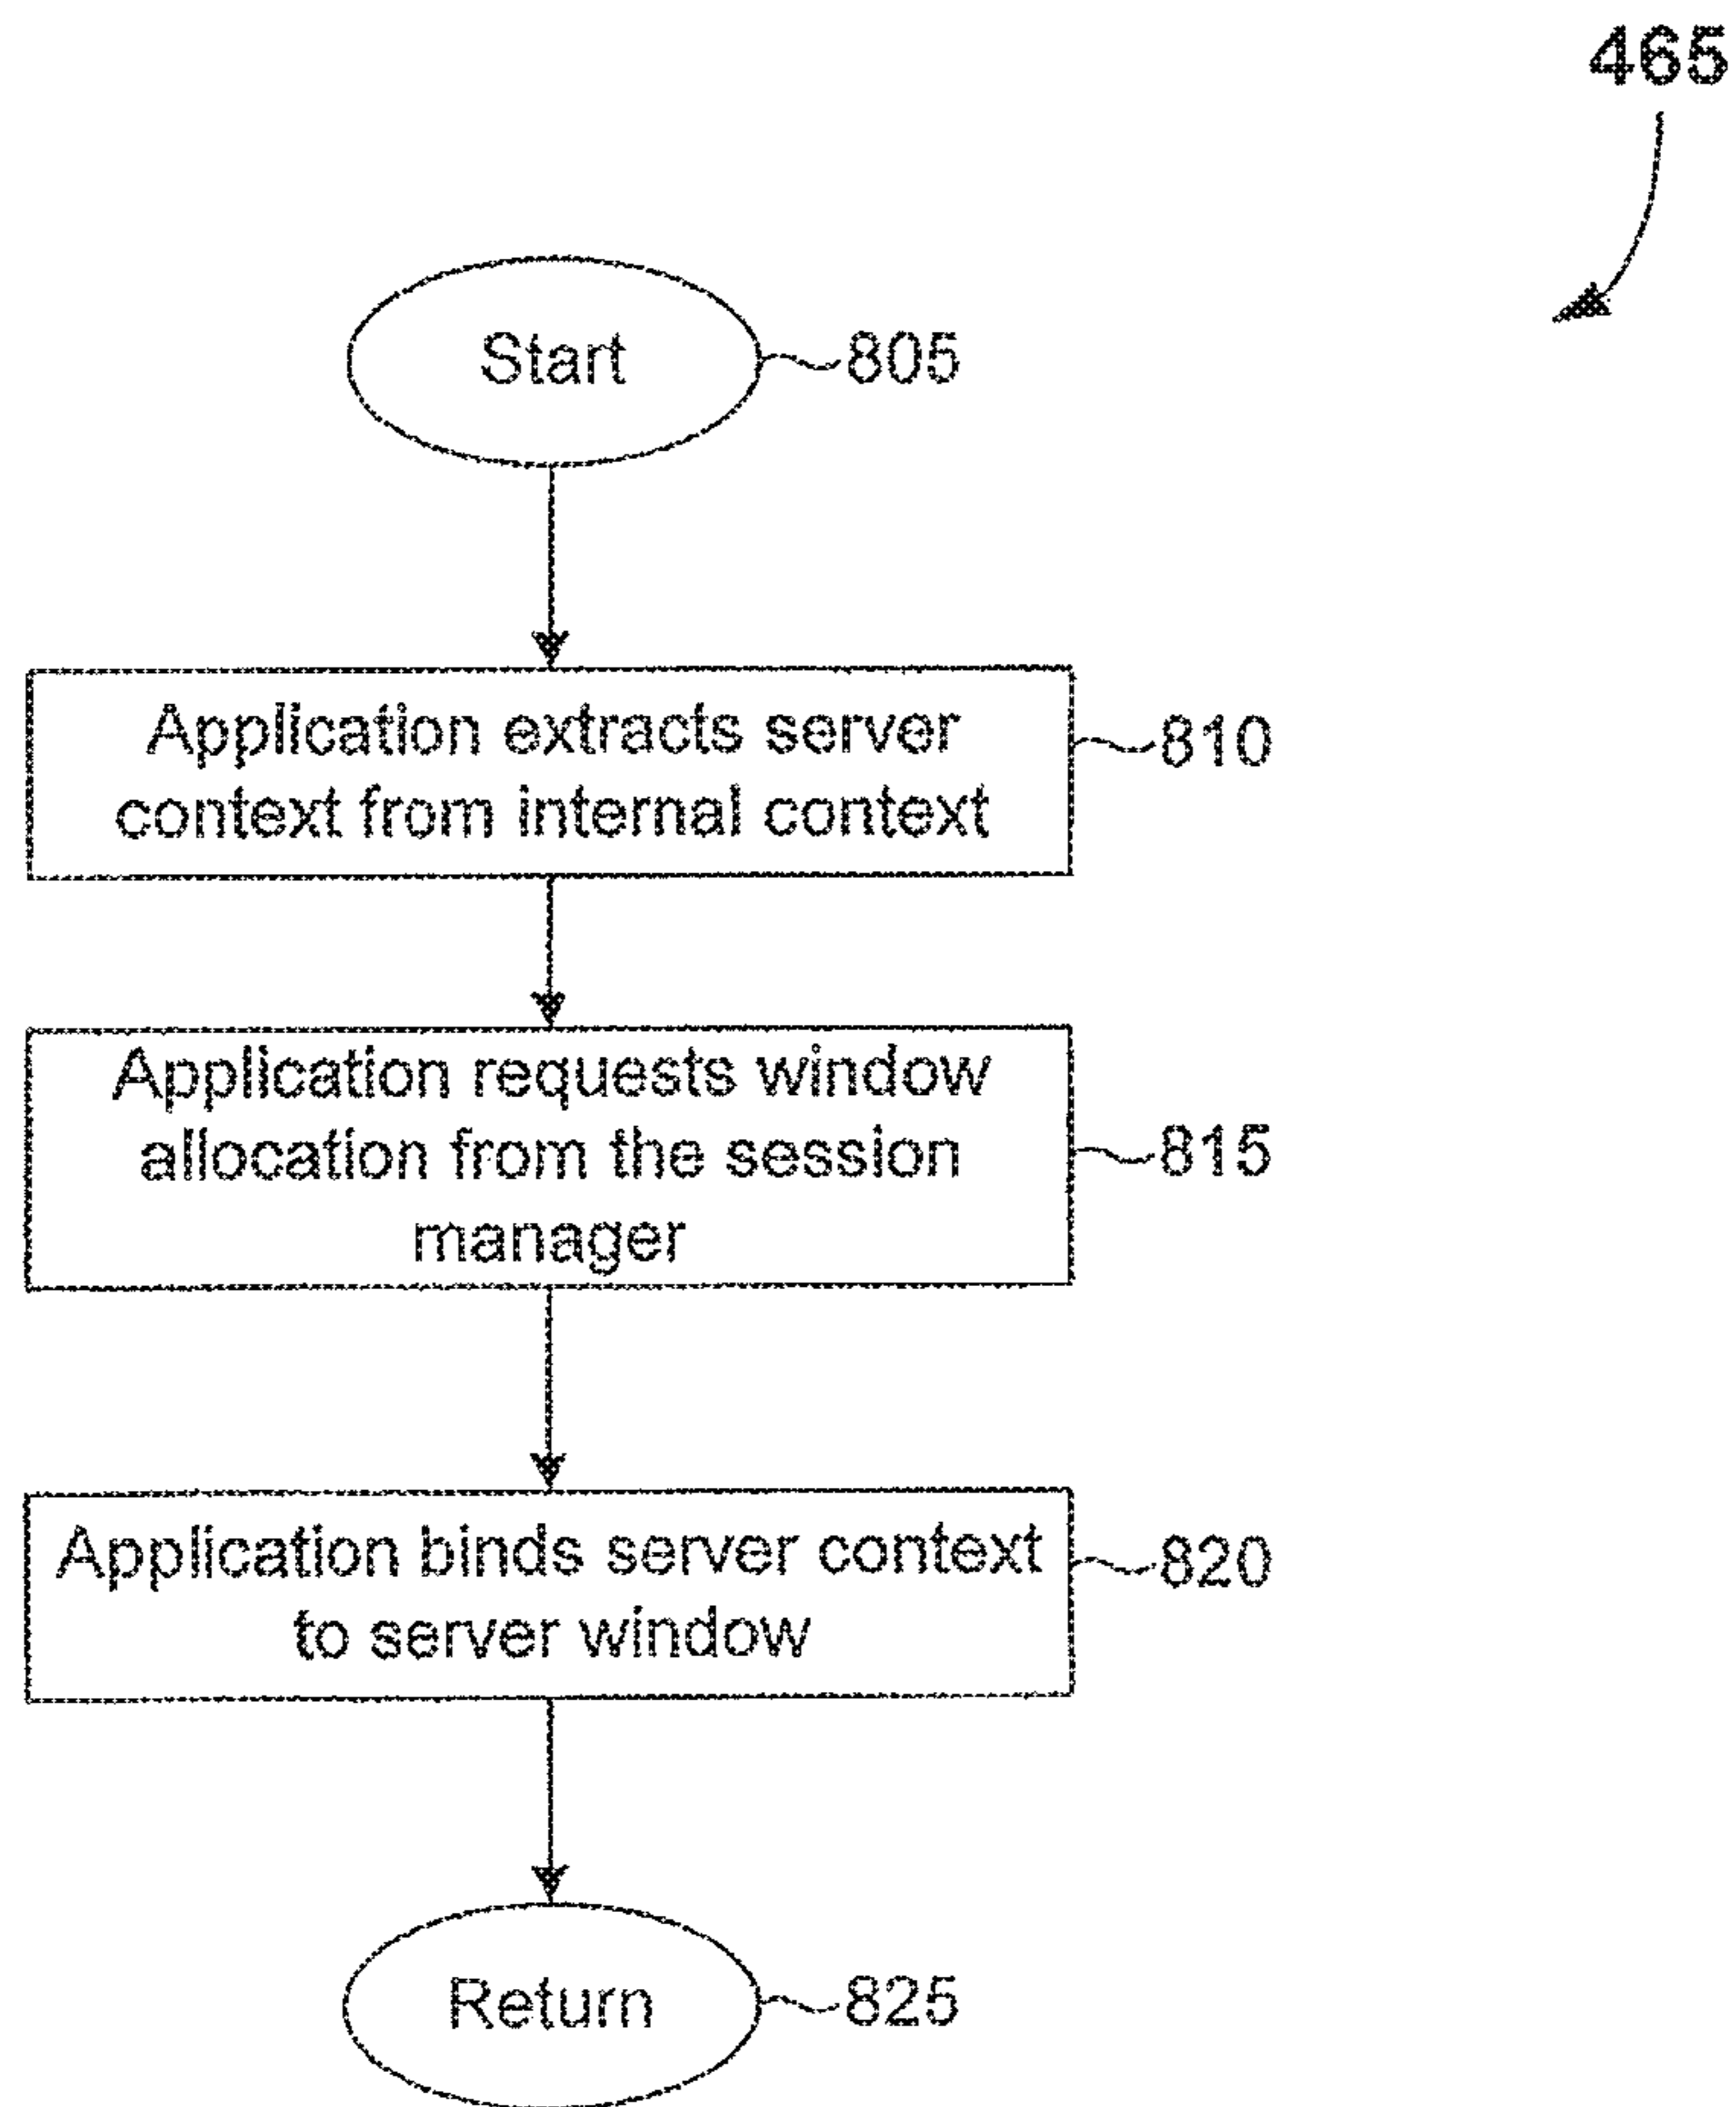 465
Start
805
Application extracts server
context from internal context
810
Application requests window
allocation from the session
manager
815
Application binds server context
to server window
820
Return
825